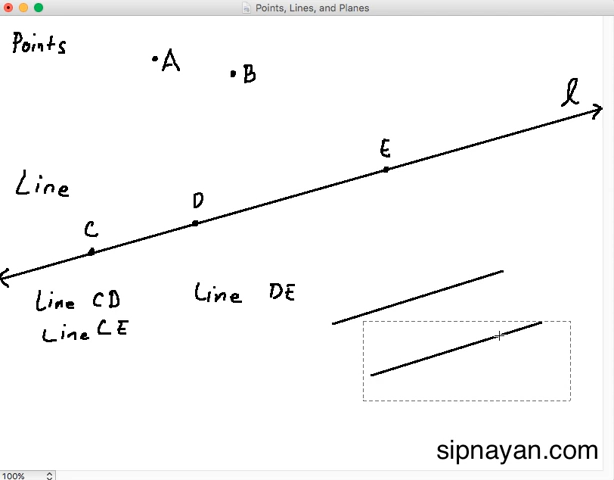 Points, Lines, and Planes
Points
A
B
l
E
Line
D
C
Line CD
Line DE
Line CE
sipnayan.com
100%